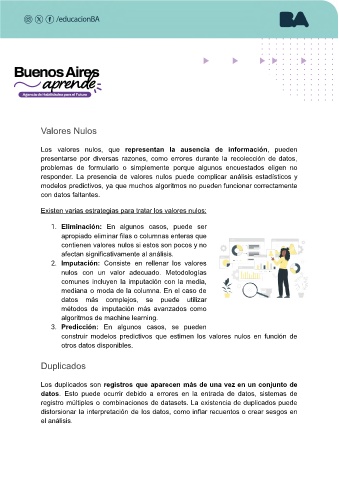 /educacionBA
BA
Buenos Aires
aprende
Agencia de Habilidades para el Futuro
Valores Nulos
Los valores nulos, que representan la ausencia de información, pueden
presentarse por diversas razones, como errores durante la recolección de datos,
problemas de formulario o simplemente porque algunos encuestados eligen no
responder. La presencia de valores nulos puede complicar análisis estadísticos y
modelos predictivos, ya que muchos algoritmos no pueden funcionar correctamente
con datos faltantes.
Existen varias estrategias para tratar los valores nulos:
1. Eliminación: En algunos casos, puede ser
apropiado eliminar filas o columnas enteras que
contienen valores nulos si estos son pocos y no
afectan significativamente al análisis.
2. Imputación: Consiste en rellenar los valores
nulos con un valor adecuado. Metodologías
comunes incluyen la imputación con la media,
mediana o moda de la columna. En el caso de
datos más complejos, se puede utilizar
métodos de imputación más avanzados como
algoritmos de machine learning.
3. Predicción: En algunos casos, se pueden
construir modelos predictivos que estimen los valores nulos en función de
otros datos disponibles.
Duplicados
Los duplicados son registros que aparecen más de una vez en un conjunto de
datos. Esto puede ocurrir debido a errores en la entrada de datos, sistemas de
registro múltiples o combinaciones de datasets. La existencia de duplicados puede
distorsionar la interpretación de los datos, como inflar recuentos o crear sesgos en
el análisis.